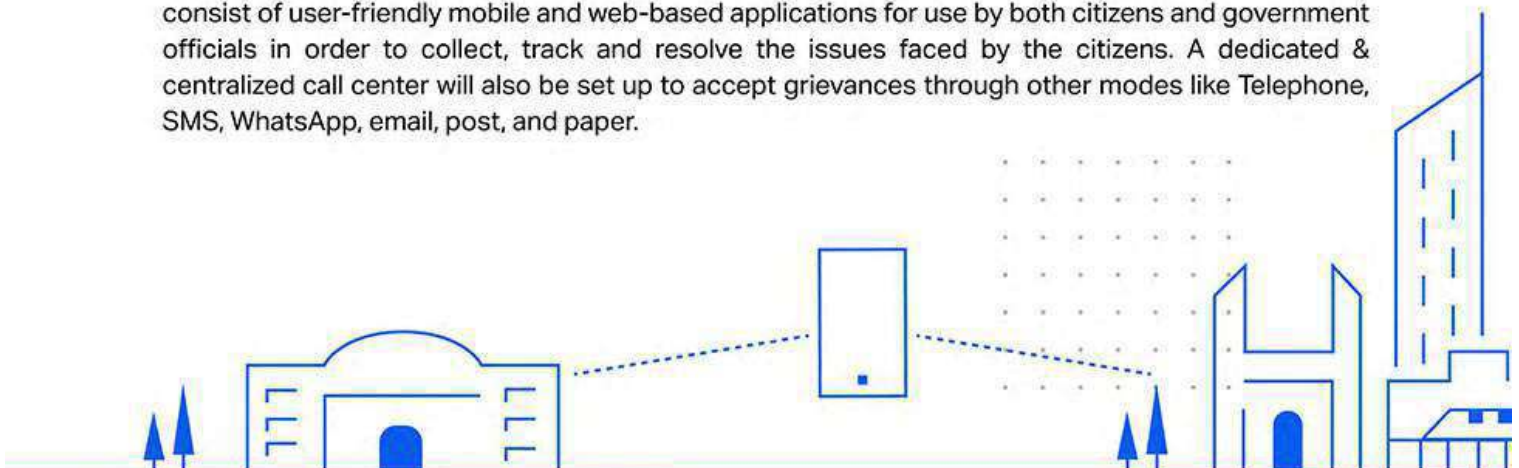 consist of user-friendly mobile and web-based applications for use by both citizens and government
officials in order to collect, track and resolve the issues faced by the citizens. A dedicated &
centralized call center will also be set up to accept grievances through other modes like Telephone,
SMS, WhatsApp, email, post, and paper.